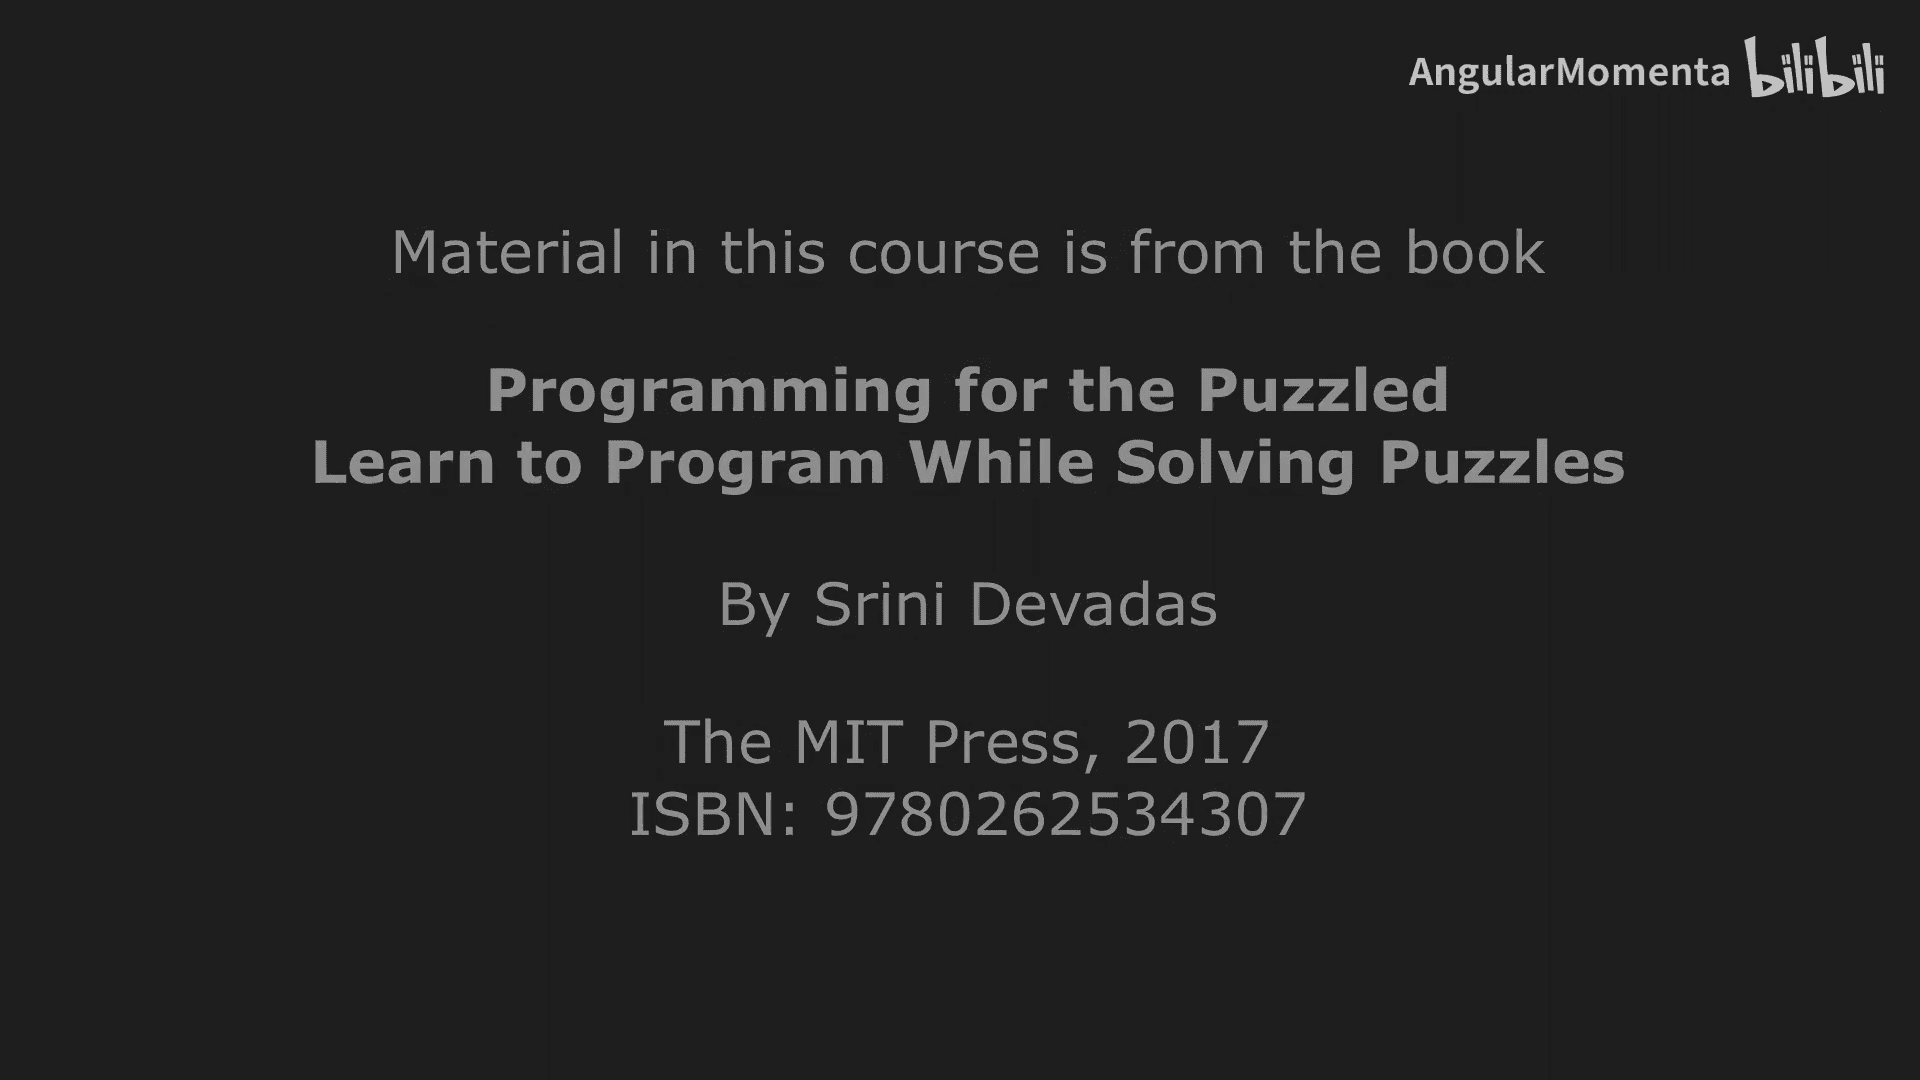 AngularMomenta bilibili
Material in this course is from the book
Programming for the Puzzled
Learn to Program While Solving Puzzles
By Srini Devadas
The MIT Press, 2017
ISBN: 9780262534307